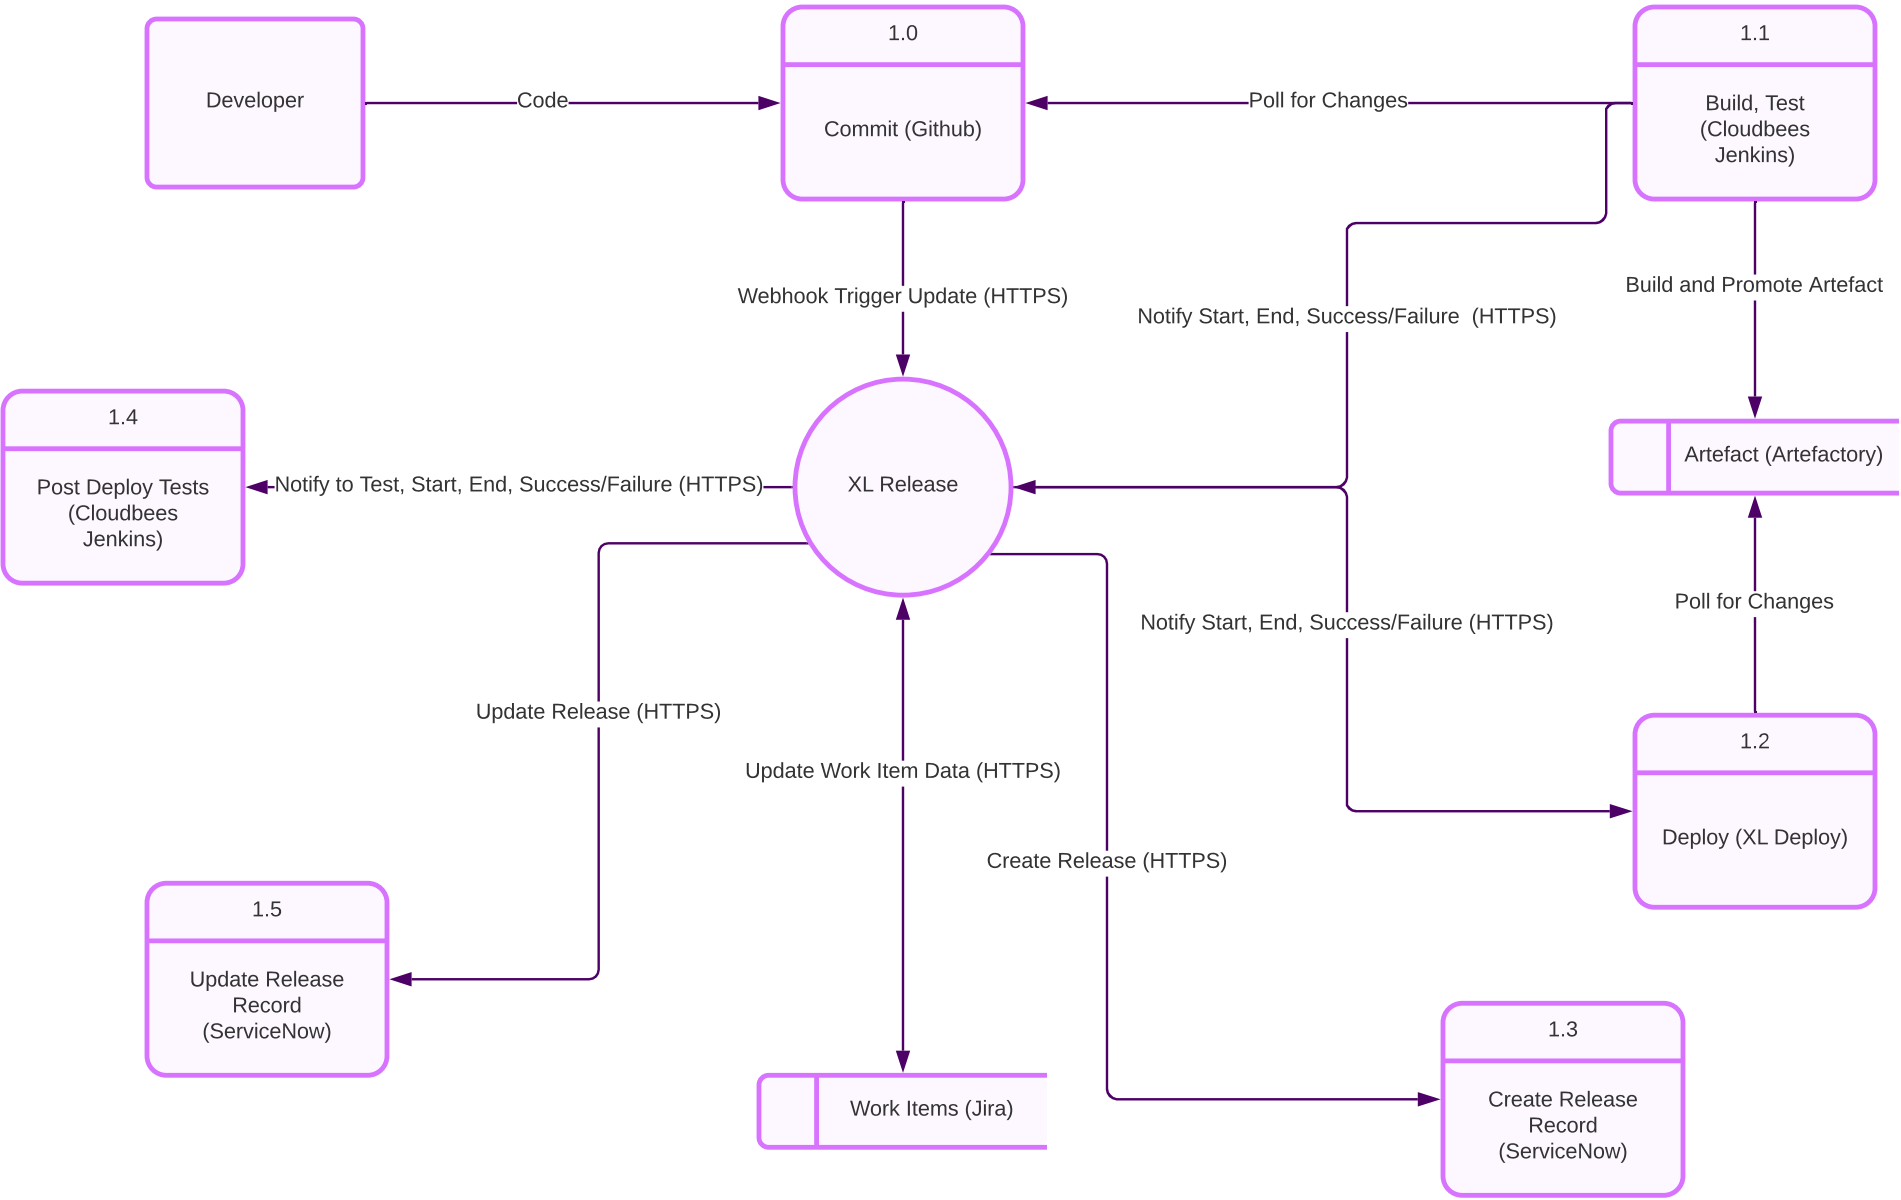 1.0
1.1
Developer
Code
Commit (Github)
Poll for Changes
Build, Test
(Cloudbees
Jenkins)
Webhook Trigger Update (HTTPS)
Notify Start, End, Success/Failure  (HTTPS)
Build and Promote Artefact
1.4
Post Deploy Tests
(Cloudbees
Jenkins)
Notify to Test, Start, End, Success/Failure (HTTPS)
XL Release
Artefact (Artefactory)
Notify Start, End, Success/Failure (HTTPS)
Poll for Changes
Update Release (HTTPS)
Update Work Item Data (HTTPS)
1.2
Deploy (XL Deploy)
Create Release (HTTPS)
1.5
Update Release
Record
(ServiceNow)
Work Items (Jira)
1.3
Create Release
Record
(ServiceNow)